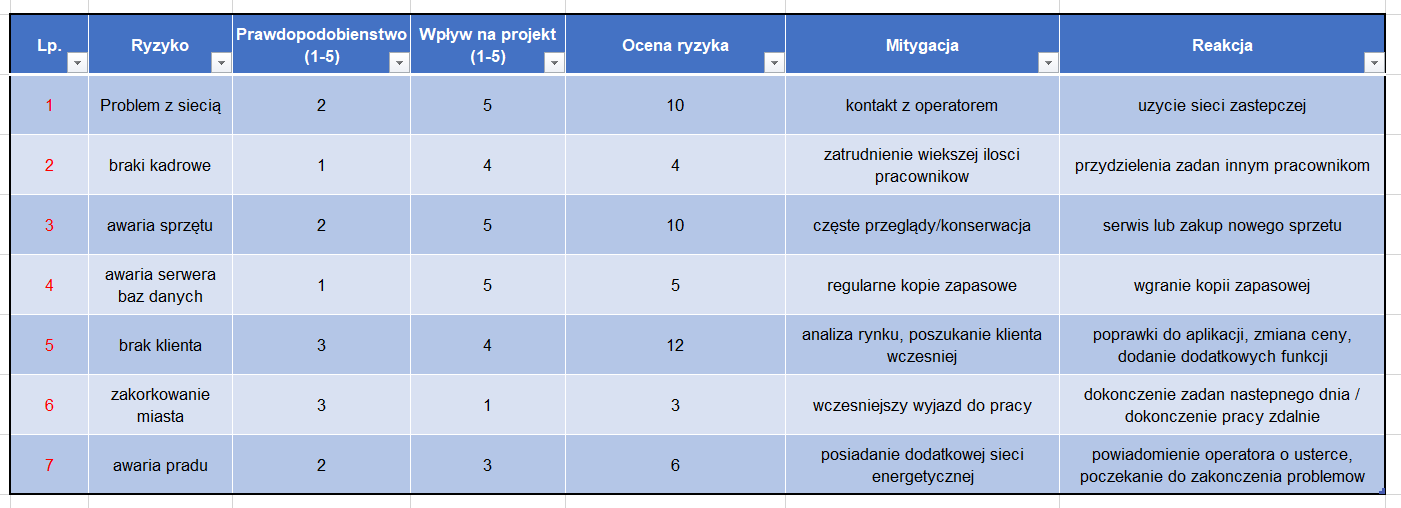 Lp. Ryzyko Prawdopodobienstwo (1-5) Wpływ na projekt (1-5) Ocena ryzyka Mitygacja Reakcja
1 Problem z siecią 2 5 10 kontakt z operatorem uzycie sieci zastepczej
2 braki kadrowe 1 4 4 zatrudnienie wiekszej ilosci pracownikow przydzielenia zadan innym pracownikom
3 awaria sprzętu 2 5 10 częste przeglądy/konserwacja serwis lub zakup nowego sprzetu
4 awaria serwera baz danych 1 5 5 regularne kopie zapasowe wgranie kopii zapasowej
5 brak klienta 3 4 12 analiza rynku, poszukanie klienta wczesniej poprawki do aplikacji, zmiana ceny, dodanie dodatkowych funkcji
6 zakorkowanie miasta 3 1 3 wczesniejszy wyjazd do pracy dokonczenie zadan nastepnego dnia / dokonczenie pracy zdalnie
7 awaria pradu 2 3 6 posiadanie dodatkowej sieci energetycznej powiadomienie operatora o usterce, poczekanie do zakonczenia problemow